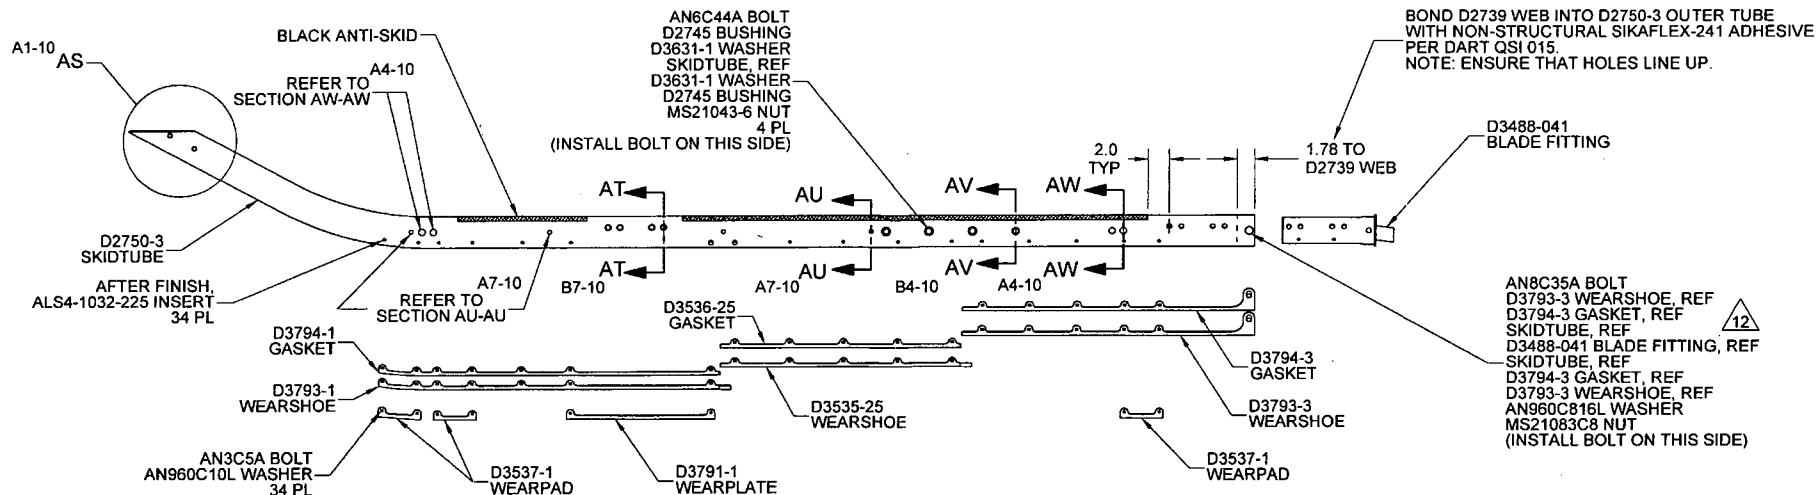 A1-10
AS
BLACK ANTI-SKID
REFER TO
SECTION AW-AW
A4-10
AN6C44A BOLT
D2745 BUSHING
D3631-1 WASHER
SKIDTUBE, REF
D3631-1 WASHER
D2745 BUSHING
MS21043-6 NUT
4 PL
(INSTALL BOLT ON THIS SIDE)
BOND D2739 WEB INTO D2750-3 OUTER TUBE
WITH NON-STRUCTURAL SIKAFLEX-241 ADHESIVE
PER DART QSI 015.
NOTE: ENSURE THAT HOLES LINE UP.
D3488-041
BLADE FITTING
2.0
TYP
1.78 TO
D2739 WEB
AT
AU
AV
AW
D2750-3
SKIDTUBE
AFTER FINISH,
ALS4-1032-225 INSERT
34 PL
REFER TO
SECTION AU-AU
A7-10
AT
B7-10
AU
A7-10
AV
B4-10
AW
A4-10
D3794-1
GASKET
D3793-1
WEARSHOE
AN3C5A BOLT
AN960C10L WASHER
34 PL
D3537-1
WEARPAD
D3791-1
WEARPLATE
D3536-25
GASKET
D3535-25
WEARSHOE
D3794-3
GASKET
D3793-3
WEARSHOE
D3537-1
WEARPAD
AN8C35A BOLT
D3793-3 WEARSHOE, REF
D3794-3 GASKET, REF
SKIDTUBE, REF
D3488-041 BLADE FITTING, REF
SKIDTUBE, REF
D3794-3 GASKET, REF
D3793-3 WEARSHOE, REF
AN960C816L WASHER
MS21083C8 NUT
(INSTALL BOLT ON THIS SIDE)
12